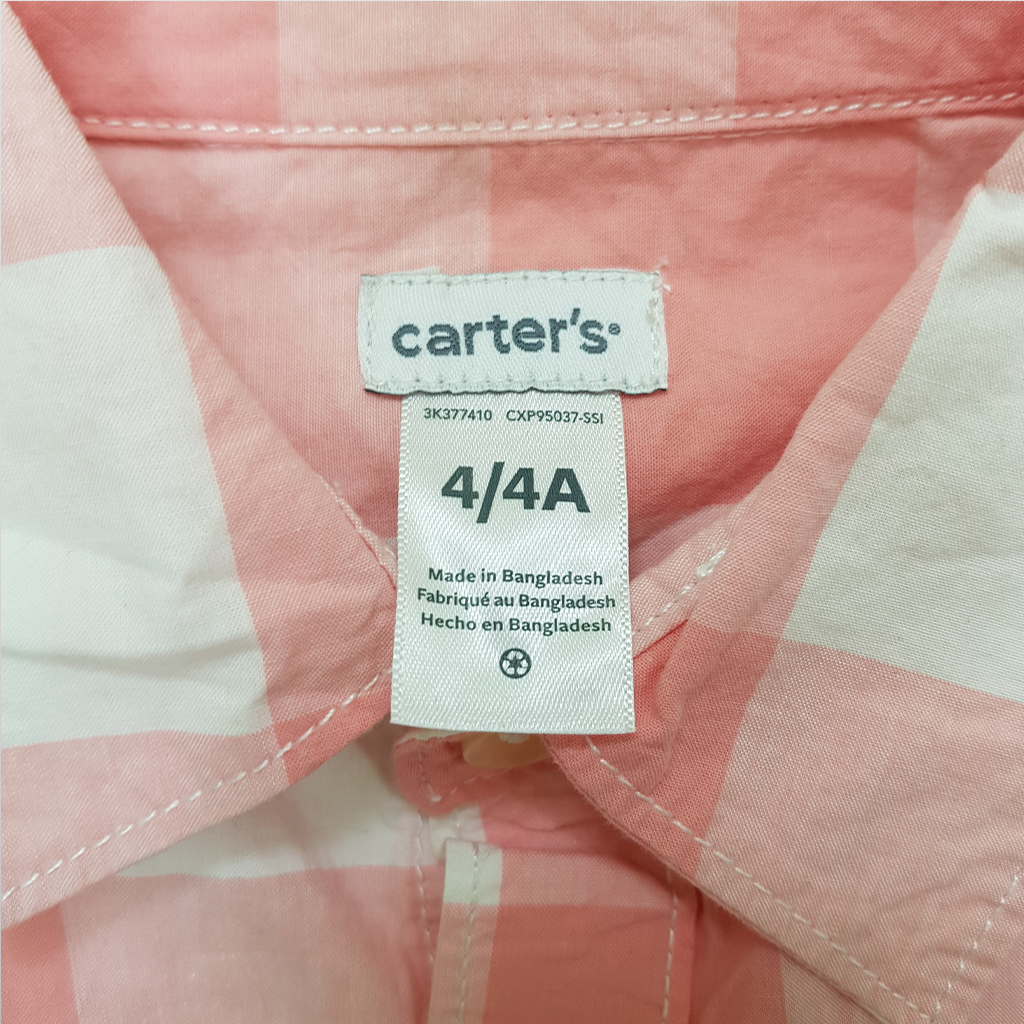 carter's®
3K377410 CXP95037-SSI
4/4A
Made in Bangladesh
Fabriqué au Bangladesh
Hecho en Bangladesh